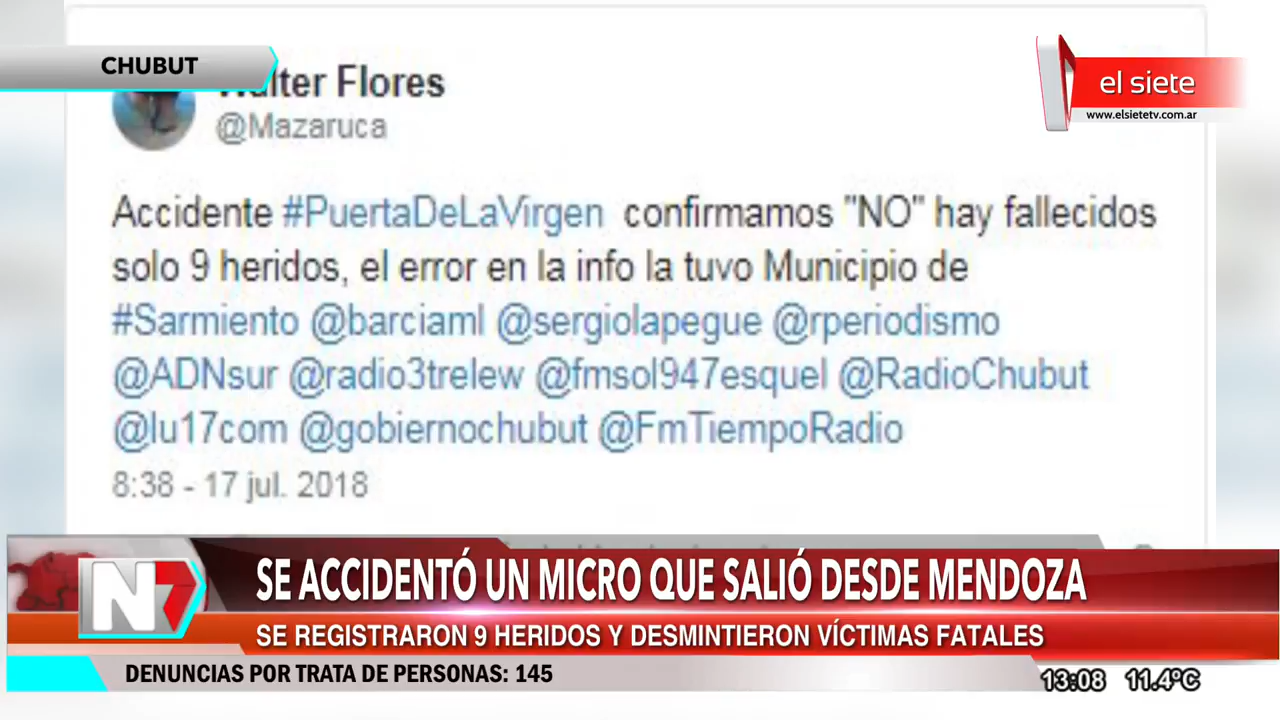 CHUBUT
el siete
www.elsietetv.com.ar
Walter Flores
@Mazaruca
Accidente #PuertaDeLaVirgen confirmamos "NO" hay fallecidos
solo 9 heridos, el error en la info la tuvo Municipio de
#Sarmiento @barciaml @sergiolapegue @rperiodismo
@ADNsur @radio3trelew @fmsol947esquel @RadioChubut
@lu17com @gobiernochubut @FmTiempoRadio
8:38 - 17 jul. 2018
N7
SE ACCIDENTÓ UN MICRO QUE SALIÓ DESDE MENDOZA
SE REGISTRARON 9 HERIDOS Y DESMINTIERON VÍCTIMAS FATALES
DENUNCIAS POR TRATA DE PERSONAS: 145
13:08 11.4ºC